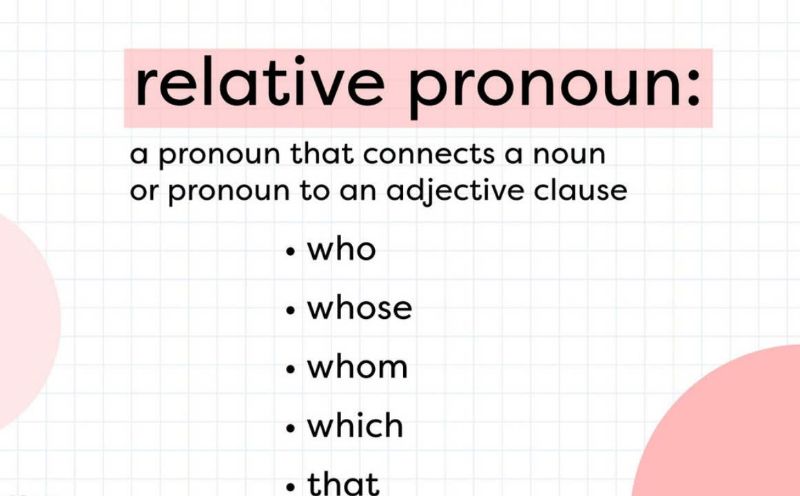 relative pronoun:
a pronoun that connects a noun
or pronoun to an adjective clause
• who
• whose
• whom
• which
• that